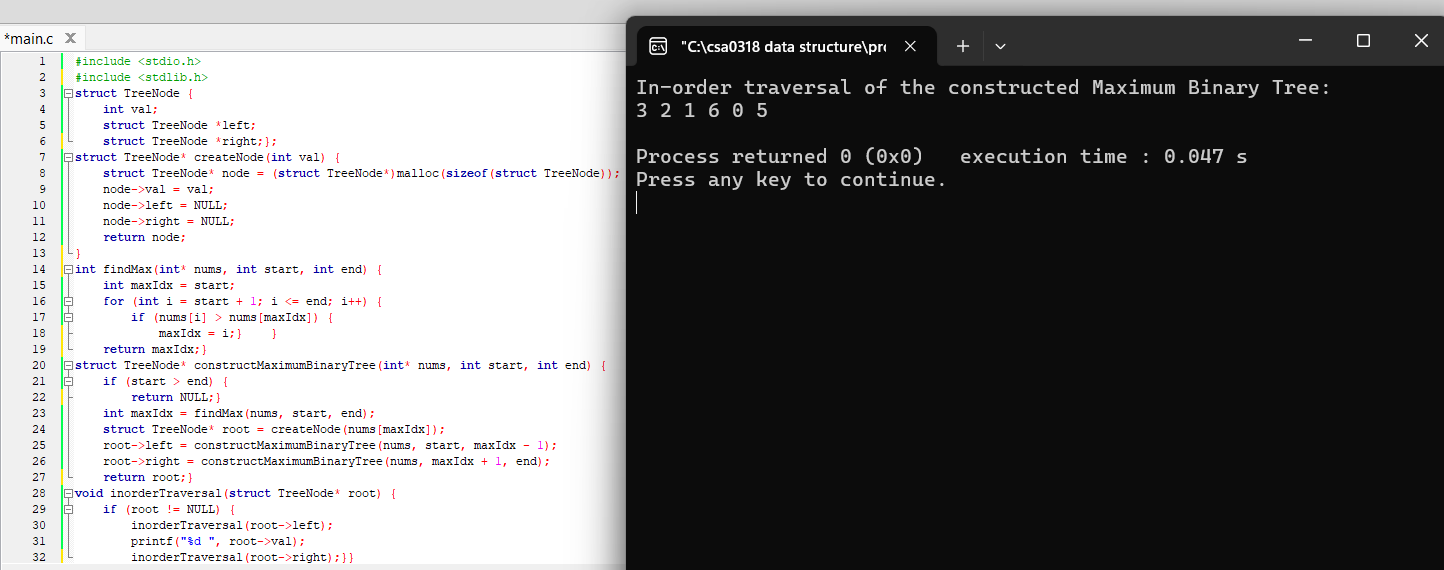 *main.c
1 #include <stdio.h>
2 #include <stdlib.h>
3 struct TreeNode {
4     int val;
5     struct TreeNode *left;
6     struct TreeNode *right;};
7 struct TreeNode* createNode(int val) {
8     struct TreeNode* node = (struct TreeNode*)malloc(sizeof(struct TreeNode));
9     node->val = val;
10     node->left = NULL;
11     node->right = NULL;
12     return node;
13 }
14 int findMax(int* nums, int start, int end) {
15     int maxIdx = start;
16     for (int i = start + 1; i <= end; i++) {
17         if (nums[i] > nums[maxIdx]) {
18             maxIdx = i;}    }
19     return maxIdx;}
20 struct TreeNode* constructMaximumBinaryTree(int* nums, int start, int end) {
21     if (start > end) {
22         return NULL;}
23     int maxIdx = findMax(nums, start, end);
24     struct TreeNode* root = createNode(nums[maxIdx]);
25     root->left = constructMaximumBinaryTree(nums, start, maxIdx - 1);
26     root->right = constructMaximumBinaryTree(nums, maxIdx + 1, end);
27     return root;}
28 void inorderTraversal(struct TreeNode* root) {
29     if (root != NULL) {
30         inorderTraversal(root->left);
31         printf("%d ", root->val);
32         inorderTraversal(root->right);}}
"C:\csa0318 data structure\pr
In-order traversal of the constructed Maximum Binary Tree:
3 2 1 6 0 5
Process returned 0 (0x0)   execution time : 0.047 s
Press any key to continue.